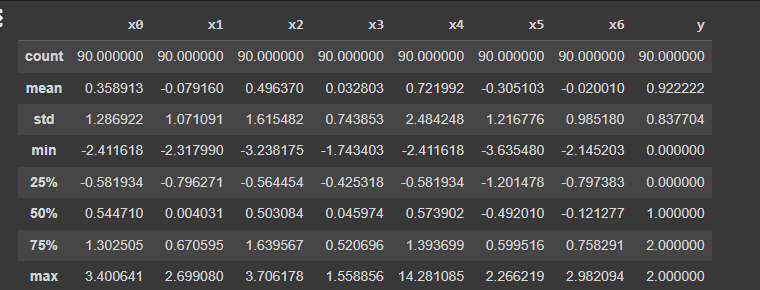 x0 x1 x2 x3 x4 x5 x6 y
count 90.000000 90.000000 90.000000 90.000000 90.000000 90.000000 90.000000 90.000000
mean 0.358913 -0.079160 0.496370 0.032803 0.721992 -0.305103 -0.020010 0.922222
std 1.286922 1.071091 1.615482 0.743853 2.484248 1.216776 0.985180 0.837704
min -2.411618 -2.317990 -3.238175 -1.743403 -2.411618 -3.635480 -2.145203 0.000000
25% -0.581934 -0.796271 -0.564454 -0.425318 -0.581934 -1.201478 -0.797383 0.000000
50% 0.544710 0.004031 0.503084 0.045974 0.573902 -0.492010 -0.121277 1.000000
75% 1.302505 0.670595 1.639567 0.520696 1.393699 0.599516 0.758291 2.000000
max 3.400641 2.699080 3.706178 1.558856 14.281085 2.266219 2.982094 2.000000